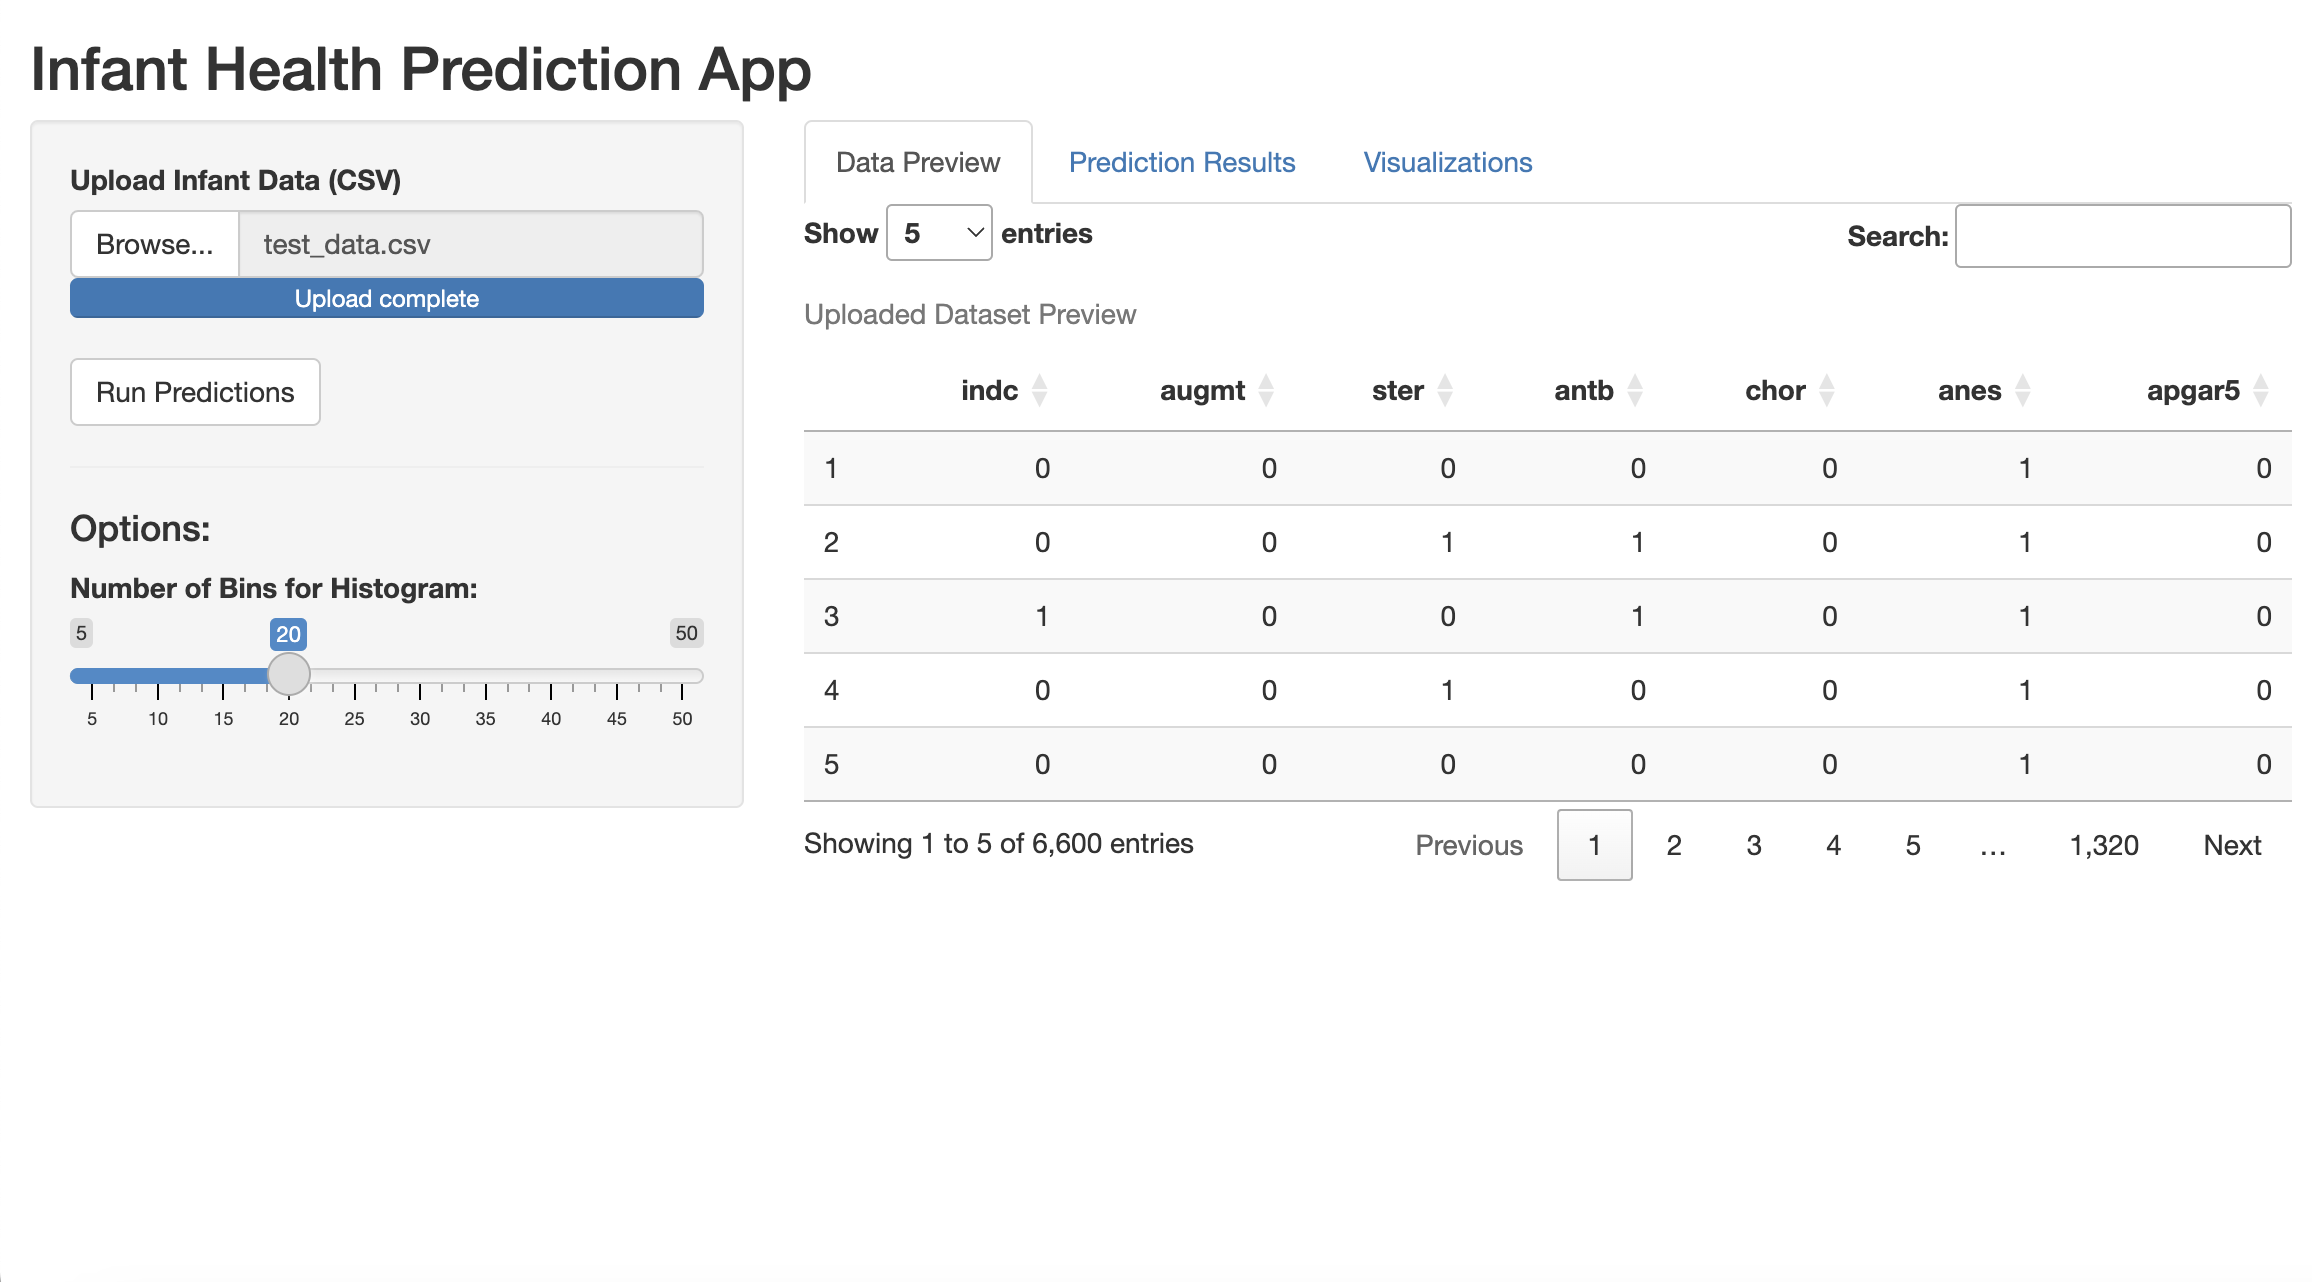 Infant Health Prediction App
Upload Infant Data (CSV)
Browse... test_data.csv
Upload complete
Run Predictions
Options:
Number of Bins for Histogram:
5 20 50
5 10 15 20 25 30 35 40 45 50
Data Preview Prediction Results Visualizations
Show 5 entries Search:
Uploaded Dataset Preview
indc augmt ster antb chor anes apgar5
1 0 0 0 0 0 1 0
2 0 0 1 1 0 1 0
3 1 0 0 1 0 1 0
4 0 0 1 0 0 1 0
5 0 0 0 0 0 1 0
Showing 1 to 5 of 6,600 entries Previous 1 2 3 4 5 … 1,320 Next